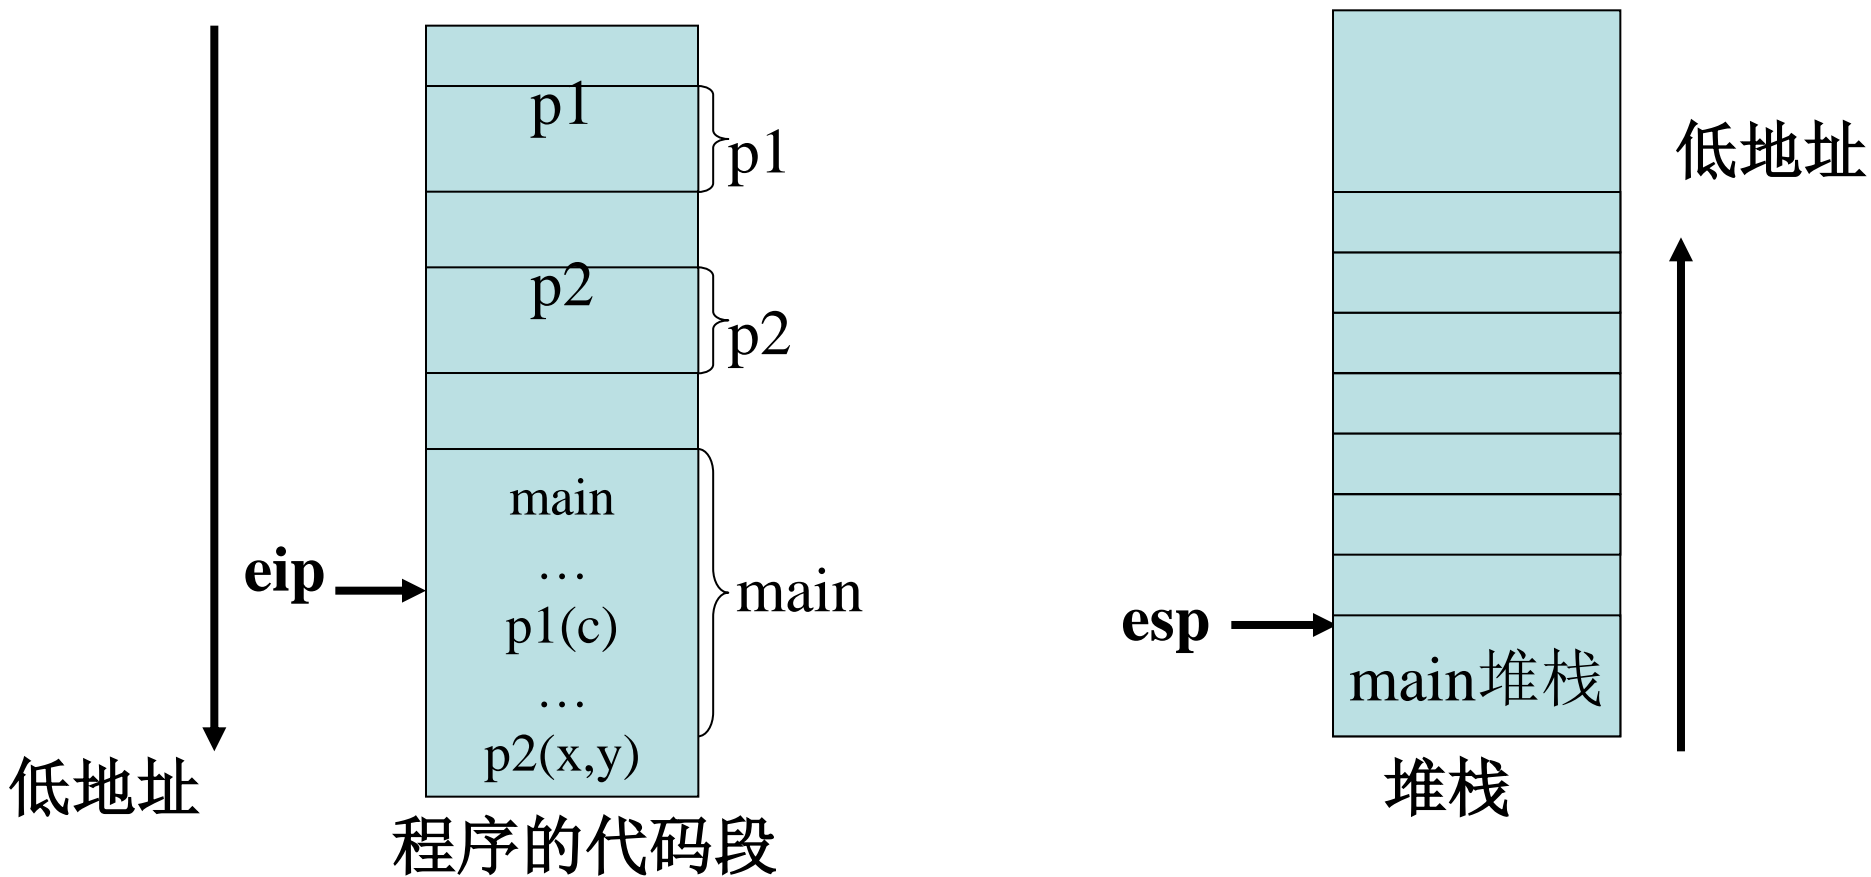 p1
p1
p2
p2
main
…
eip
p1(c)
main
…
p2(x,y)
低地址
程序的代码段
低地址
esp
main堆栈
堆栈